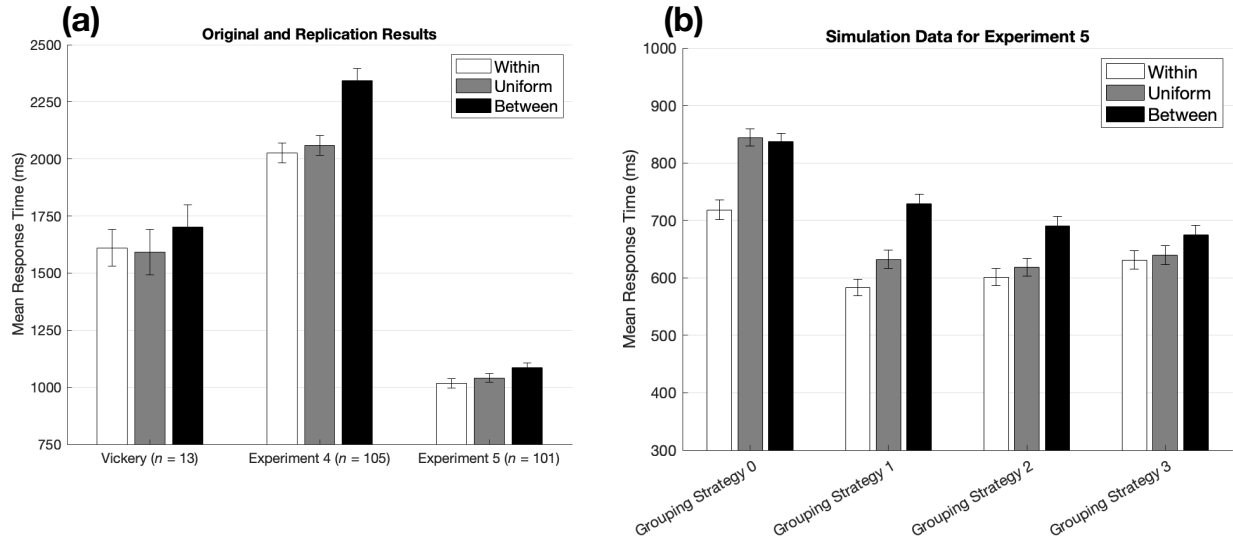 (a)
Original and Replication Results
Mean Response Time (ms)
2500
2250
2000
1750
1500
1250
1000
750
Within
Uniform
Between
Vickery (n = 13)
Experiment 4 (n = 105)
Experiment 5 (n = 101)
(b)
Simulation Data for Experiment 5
Mean Response Time (ms)
1000
900
800
700
600
500
400
300
Within
Uniform
Between
Grouping Strategy 0
Grouping Strategy 1
Grouping Strategy 2
Grouping Strategy 3